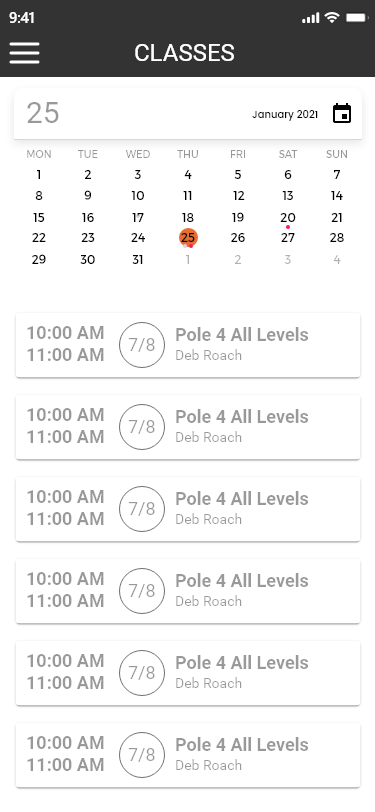 9:41
CLASSES
25
January 2021
MON TUE WED THU FRI SAT SUN
1 2 3 4 5 6 7
8 9 10 11 12 13 14
15 16 17 18 19 20 21
22 23 24 25 26 27 28
29 30 31 1 2 3 4
10:00 AM
11:00 AM
7/8
Pole 4 All Levels
Deb Roach
10:00 AM
11:00 AM
7/8
Pole 4 All Levels
Deb Roach
10:00 AM
11:00 AM
7/8
Pole 4 All Levels
Deb Roach
10:00 AM
11:00 AM
7/8
Pole 4 All Levels
Deb Roach
10:00 AM
11:00 AM
7/8
Pole 4 All Levels
Deb Roach
10:00 AM
11:00 AM
7/8
Pole 4 All Levels
Deb Roach